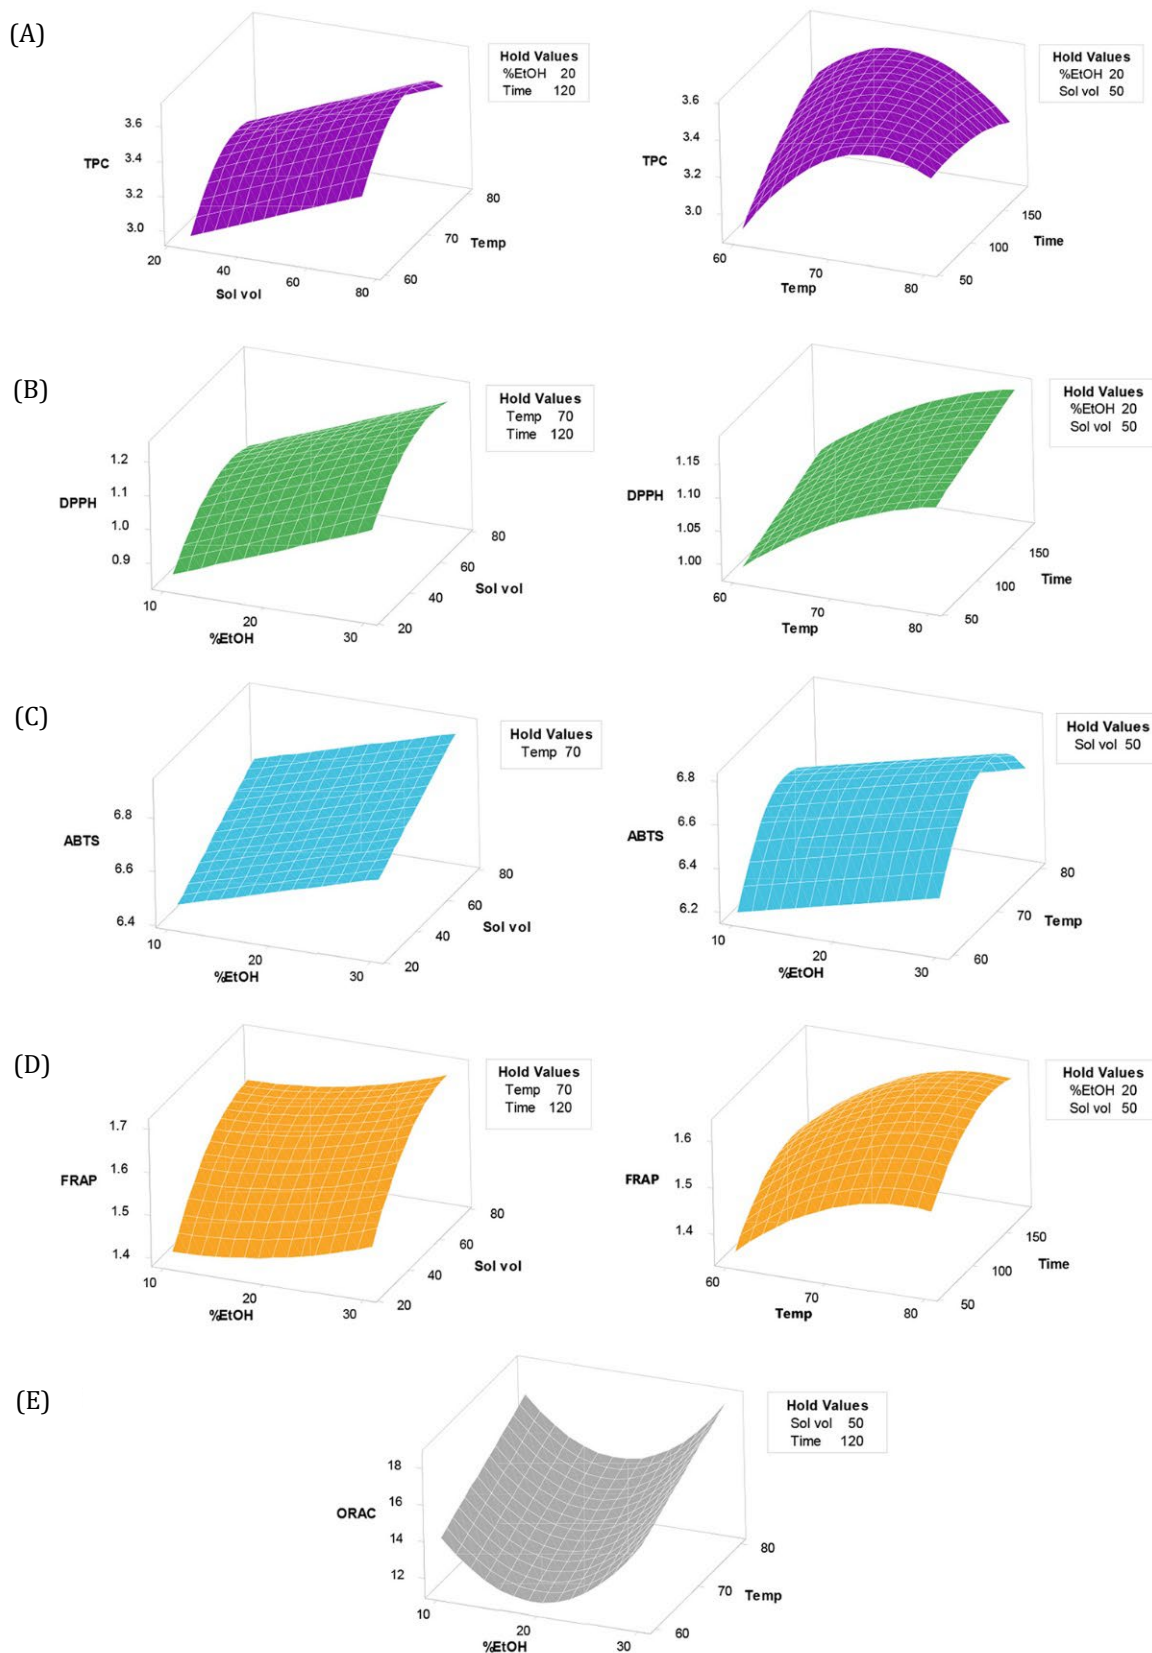 (A)
Hold Values
%EtOH 20
Time 120
3.6
3.4
3.2
3.0
TPC
20
40
60
80
Sol vol
60
70
80
Temp
Hold Values
%EtOH 20
Sol vol 50
3.6
3.4
3.2
3.0
TPC
60
70
80
Temp
50
100
150
Time
(B)
Hold Values
Temp 70
Time 120
1.2
1.1
1.0
0.9
DPPH
10
20
30
%EtOH
20
40
60
80
Sol vol
Hold Values
%EtOH 20
Sol vol 50
1.15
1.10
1.05
1.00
DPPH
60
70
80
Temp
50
100
150
Time
(C)
Hold Values
Temp 70
6.8
6.6
6.4
ABTS
10
20
30
%EtOH
20
40
60
80
Sol vol
Hold Values
Sol vol 50
6.8
6.6
6.4
6.2
ABTS
10
20
30
%EtOH
60
70
80
Temp
(D)
Hold Values
Temp 70
Time 120
1.7
1.6
1.5
1.4
FRAP
10
20
30
%EtOH
20
40
60
80
Sol vol
Hold Values
%EtOH 20
Sol vol 50
1.6
1.5
1.4
FRAP
60
70
80
Temp
50
100
150
Time
(E)
Hold Values
Sol vol 50
Time 120
18
16
14
12
ORAC
10
20
30
%EtOH
60
70
80
Temp